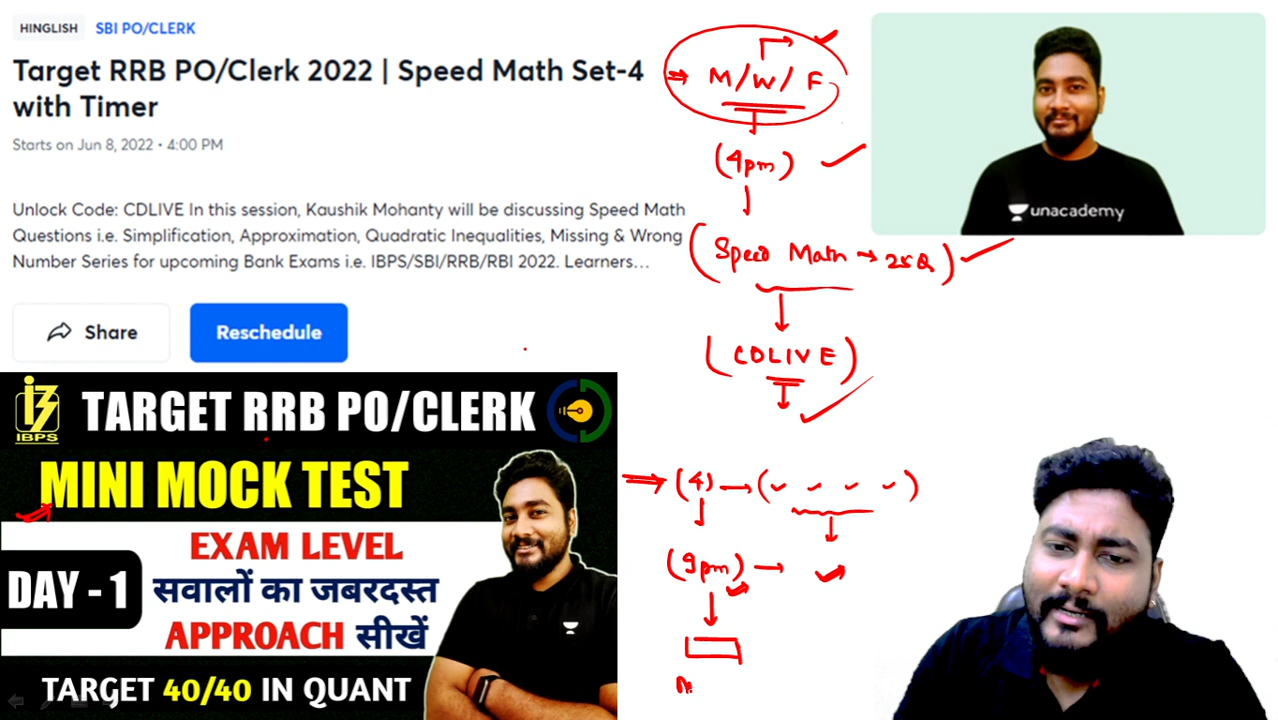 HINGLISH SBI PO/CLERK
Target RRB PO/Clerk 2022 | Speed Math Set-4
with Timer
Starts on Jun 8, 2022 • 4:00 PM
Unlock Code: CDLIVE In this session, Kaushik Mohanty will be discussing Speed Math
Questions i.e. Simplification, Approximation, Quadratic Inequalities, Missing & Wrong
Number Series for upcoming Bank Exams i.e. IBPS/SBI/RRB/RBI 2022. Learners...
Share Reschedule
M/W/F
(4pm)
(Speed Math → 25Q)
(CDLIVE)
unacademy
IBPS
TARGET RRB PO/CLERK
MINI MOCK TEST
EXAM LEVEL
DAY - 1
सवालों का जबरदस्त
APPROACH सीखें
TARGET 40/40 IN QUANT
(4)
(9pm)